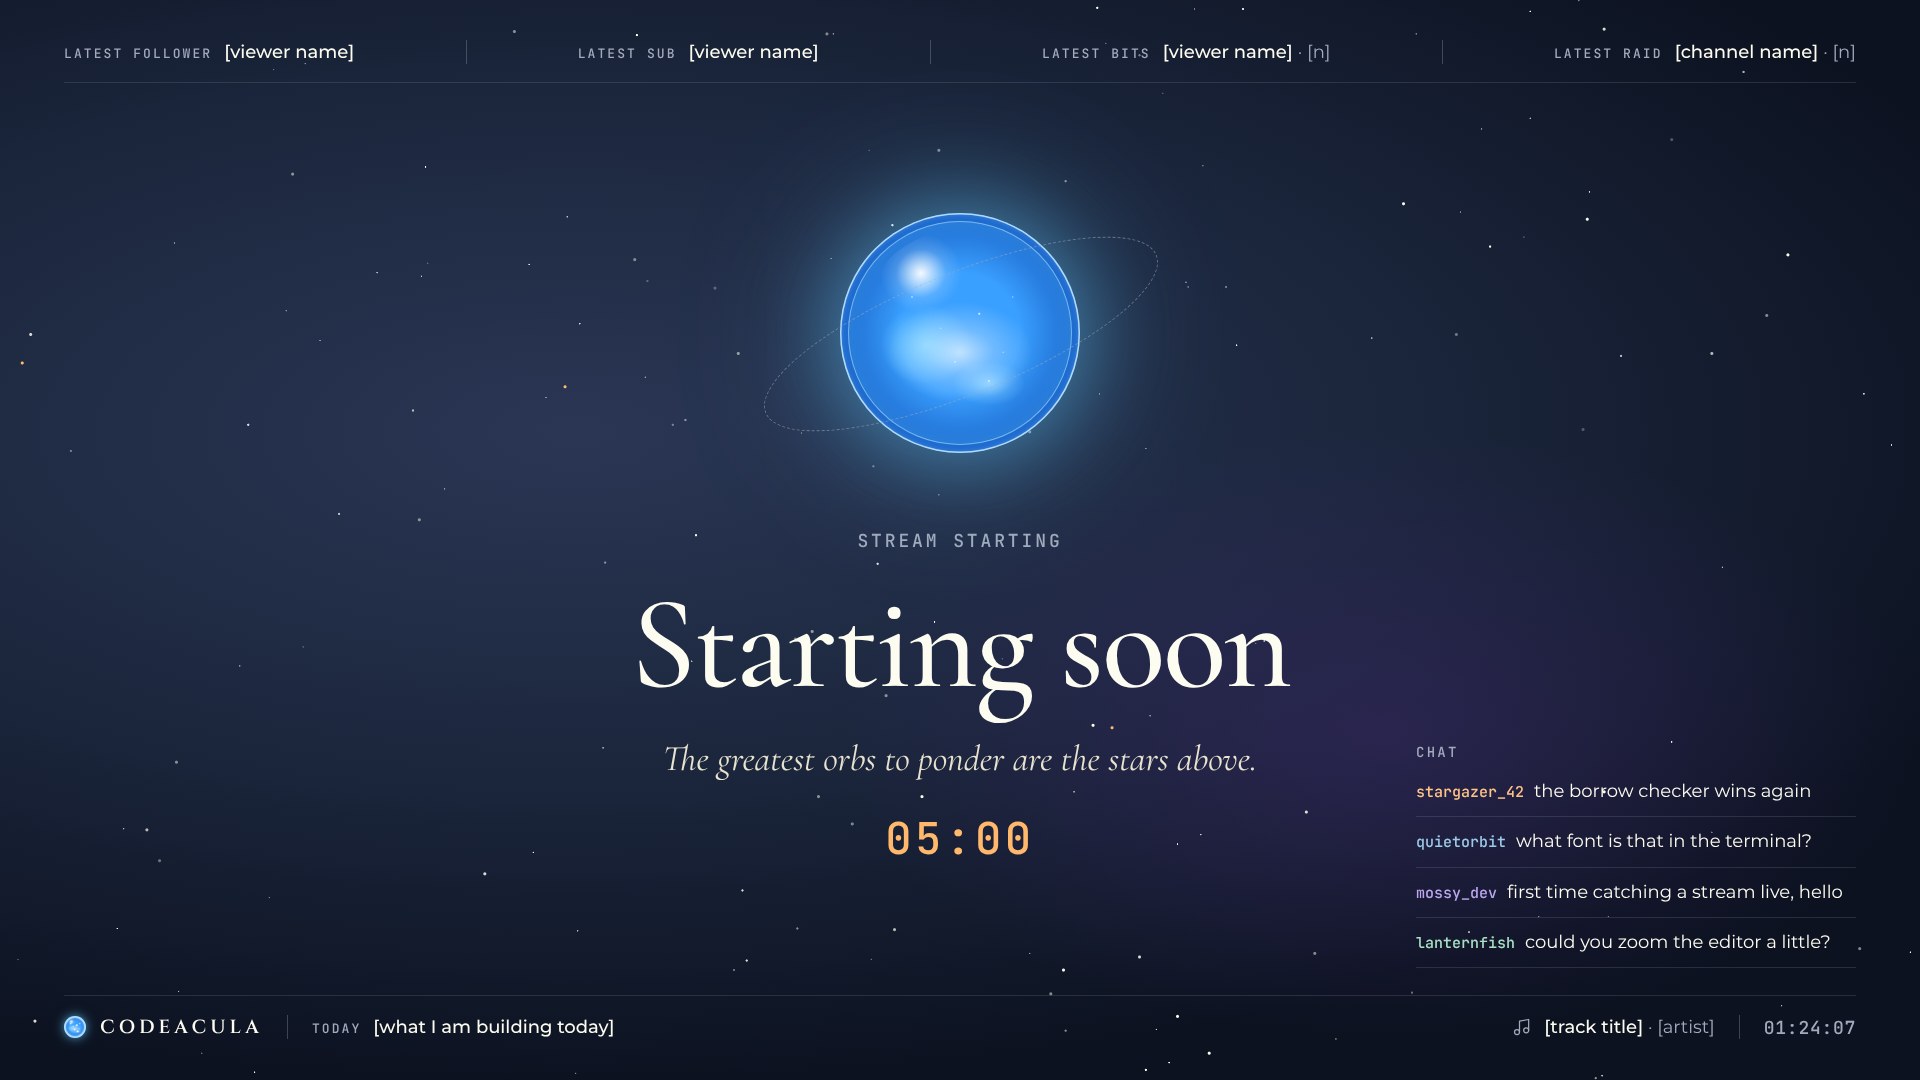 LATEST FOLLOWER [viewer name] LATEST SUB [viewer name] LATEST BITS [viewer name] · [n] LATEST RAID [channel name] · [n]
STREAM STARTING
Starting soon
The greatest orbs to ponder are the stars above.
05:00
CHAT
stargazer_42 the borrow checker wins again
quietorbit what font is that in the terminal?
mossy_dev first time catching a stream live, hello
lanternfish could you zoom the editor a little?
CODEACULA TODAY [what I am building today] [track title] · [artist] 01:24:07